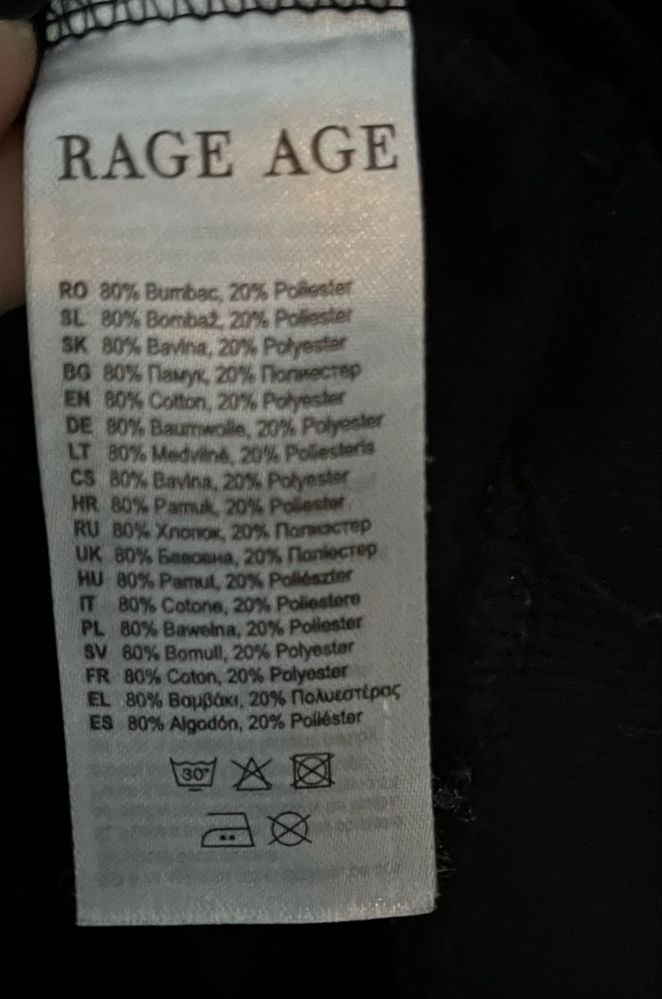 RAGE AGE
RO 80% Bumbac, 20% Poliester
SL 80% Bombaž, 20% Poliester
SK 80% Bavlna, 20% Polyester
BG 80% Памук, 20% Полиестер
EN 80% Cotton, 20% Polyester
DE 80% Baumwolle, 20% Polyester
LT 80% Medvilnė, 20% Poliesteris
CS 80% Bavlna, 20% Polyester
HR 80% Pamuk, 20% Poliester
RU 80% Хлопок, 20% Полиэстер
UK 80% Бавовна, 20% Поліестер
HU 80% Pamut, 20% Poliészter
IT 80% Cotone, 20% Poliestere
PL 80% Bawełna, 20% Poliester
SV 80% Bomull, 20% Polyester
FR 80% Coton, 20% Polyester
EL 80% Βαμβάκι, 20% Πολυεστέρας
ES 80% Algodón, 20% Poliéster
30°